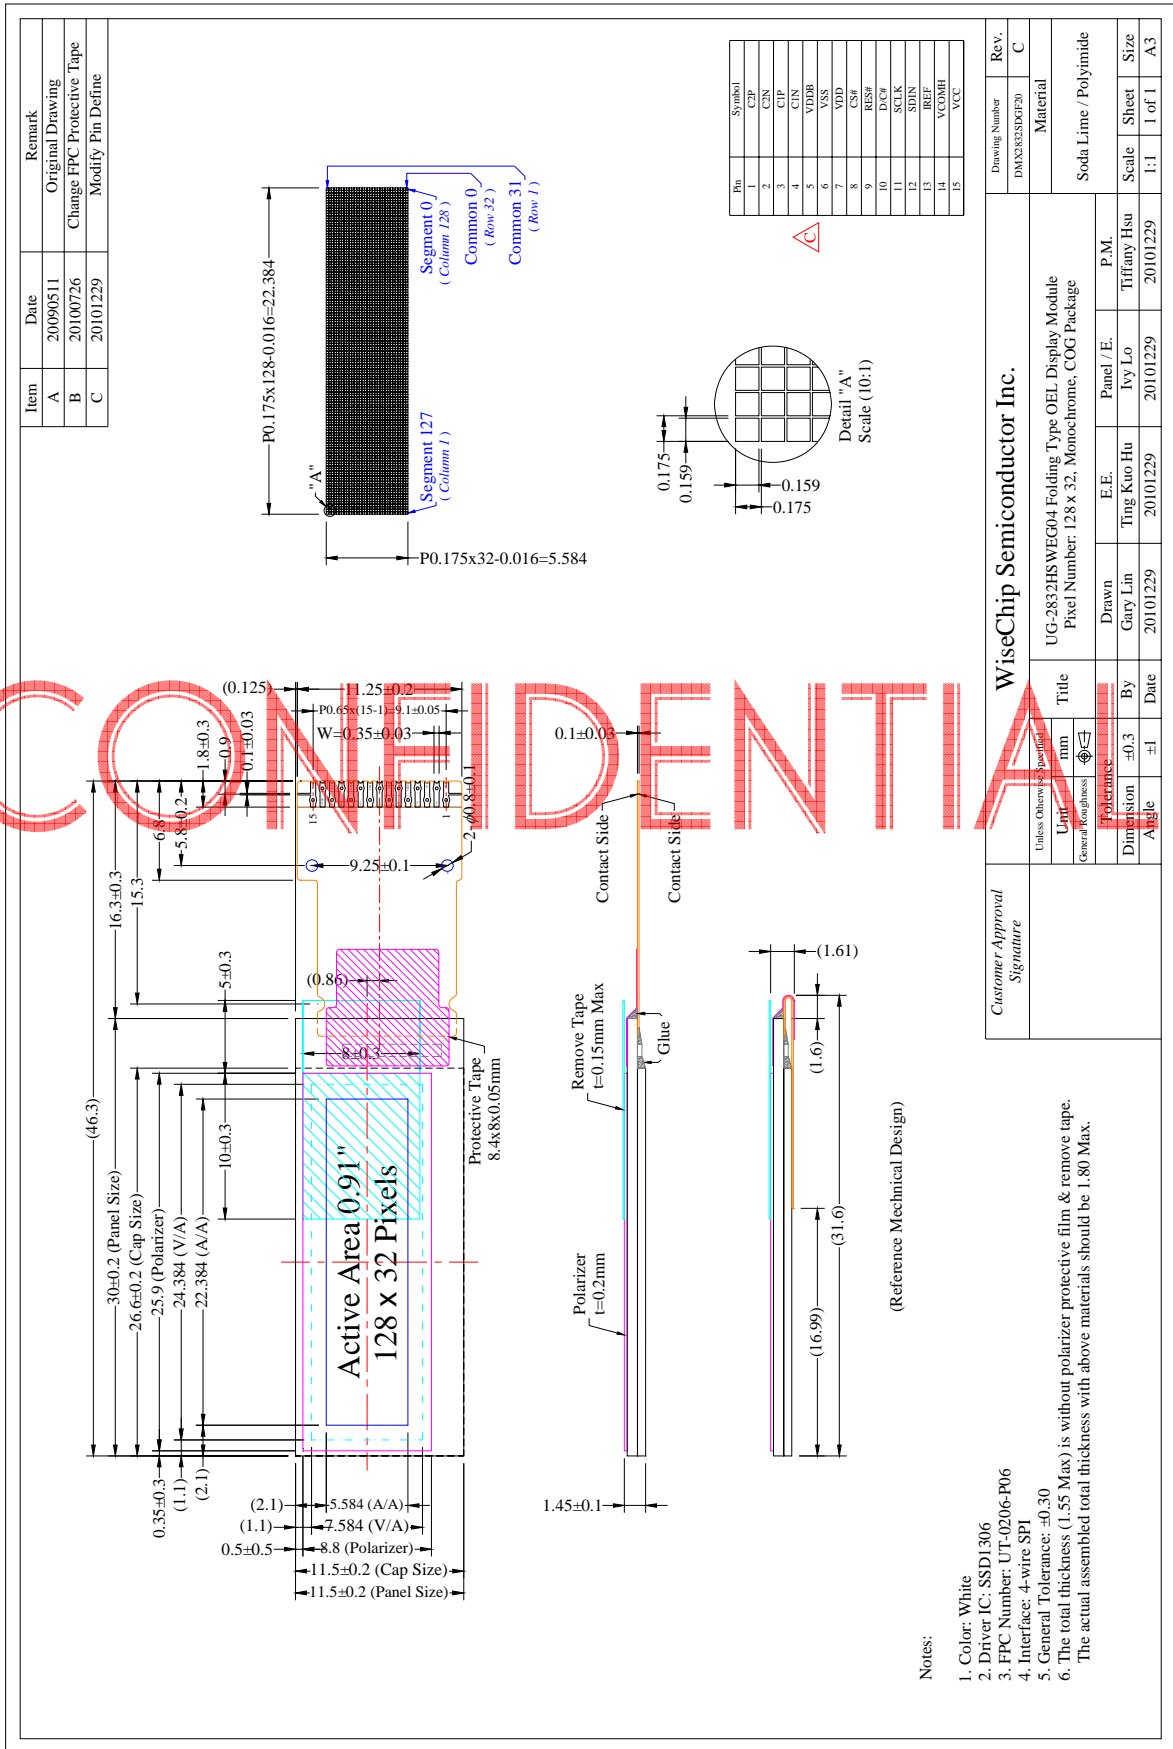 Item Date Remark
A 20090511 Original Drawing
B 20100726 Change FPC Protective Tape
C 20101229 Modify Pin Define
P0.175x128-0.016=22.384
"A"
Segment 0
( Column 128 )
Common 0
( Row 32 )
Common 31
( Row 1 )
Segment 127
( Column 1 )
P0.175x32-0.016=5.584
Pin Symbol
1 C2P
2 C2N
3 C1P
4 C1N
5 VDDB
6 VSS
7 VDD
8 CS#
9 RES#
10 D/C#
11 SCLK
12 SDIN
13 IREF
14 VCOMH
15 VCC
C
0.175
0.159
0.159
0.175
Detail "A"
Scale (10:1)
CONFIDENTIAL
(0.125)
11.25±0.2
P0.65x(15-1)=9.1±0.05
W=0.35±0.03
1.8±0.3
0.9
0.1±0.03
15
1
6.8
5.8±0.2
9.25±0.1
2-φ0.8±0.1
16.3±0.3
15.3
5±0.3
(0.86)
8±0.3
(46.3)
10±0.3
Protective Tape
8.4x8x0.05mm
30±0.2 (Panel Size)
26.6±0.2 (Cap Size)
25.9 (Polarizer)
24.384 (V/A)
22.384 (A/A)
Active Area 0.91"
128 x 32 Pixels
0.35±0.3
(1.1)
(2.1)
(2.1)
5.584 (A/A)
(1.1)
7.584 (V/A)
0.5±0.5
8.8 (Polarizer)
11.5±0.2 (Cap Size)
11.5±0.2 (Panel Size)
0.1±0.03
Contact Side
Contact Side
Remove Tape
t=0.15mm Max
Glue
Polarizer
t=0.2mm
1.45±0.1
(1.61)
(1.6)
(31.6)
(16.99)
(Reference Mechnical Design)
Notes:
1. Color: White
2. Driver IC: SSD1306
3. FPC Number: UT-0206-P06
4. Interface: 4-wire SPI
5. General Tolerance: ±0.30
6. The total thickness (1.55 Max) is without polarizer protective film & remove tape.
The actual assembled total thickness with above materials should be 1.80 Max.
Customer Approval
Signature
WiseChip Semiconductor Inc.
Drawing Number
DMX2832SDGF20
Rev.
C
Unless Otherwise Specified
Unit mm
General Roughness
Tolerance
Dimension ±0.3
Angle ±1
Title
UG-2832HSWEG04 Folding Type OEL Display Module
Pixel Number: 128 x 32, Monochrome, COG Package
Material
Soda Lime / Polyimide
Drawn E.E. Panel / E. P.M.
By Gary Lin Ting Kuo Hu Ivy Lo Tiffany Hsu
Date 20101229 20101229 20101229 20101229
Scale Sheet Size
1:1 1 of 1 A3